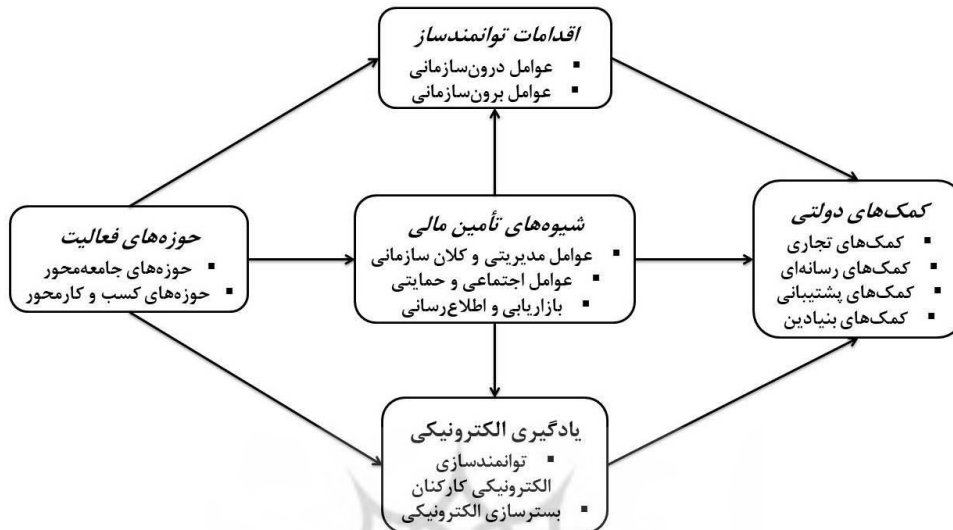 اقدامات توانمندساز
▪ عوامل درون‌سازمانی
▪ عوامل برون‌سازمانی
حوزه‌های فعالیت
▪ حوزه‌های جامعه‌محور
▪ حوزه‌های کسب و کارمحور
شیوه‌های تأمین مالی
▪ عوامل مدیریتی و کلان سازمانی
▪ عوامل اجتماعی و حمایتی
▪ بازاریابی و اطلاع‌رسانی
کمک‌های دولتی
▪ کمک‌های تجاری
▪ کمک‌های رسانه‌ای
▪ کمک‌های پشتیبانی
▪ کمک‌های بنیادین
یادگیری الکترونیکی
▪ توانمندسازی
الکترونیکی کارکنان
▪ بسترسازی الکترونیکی